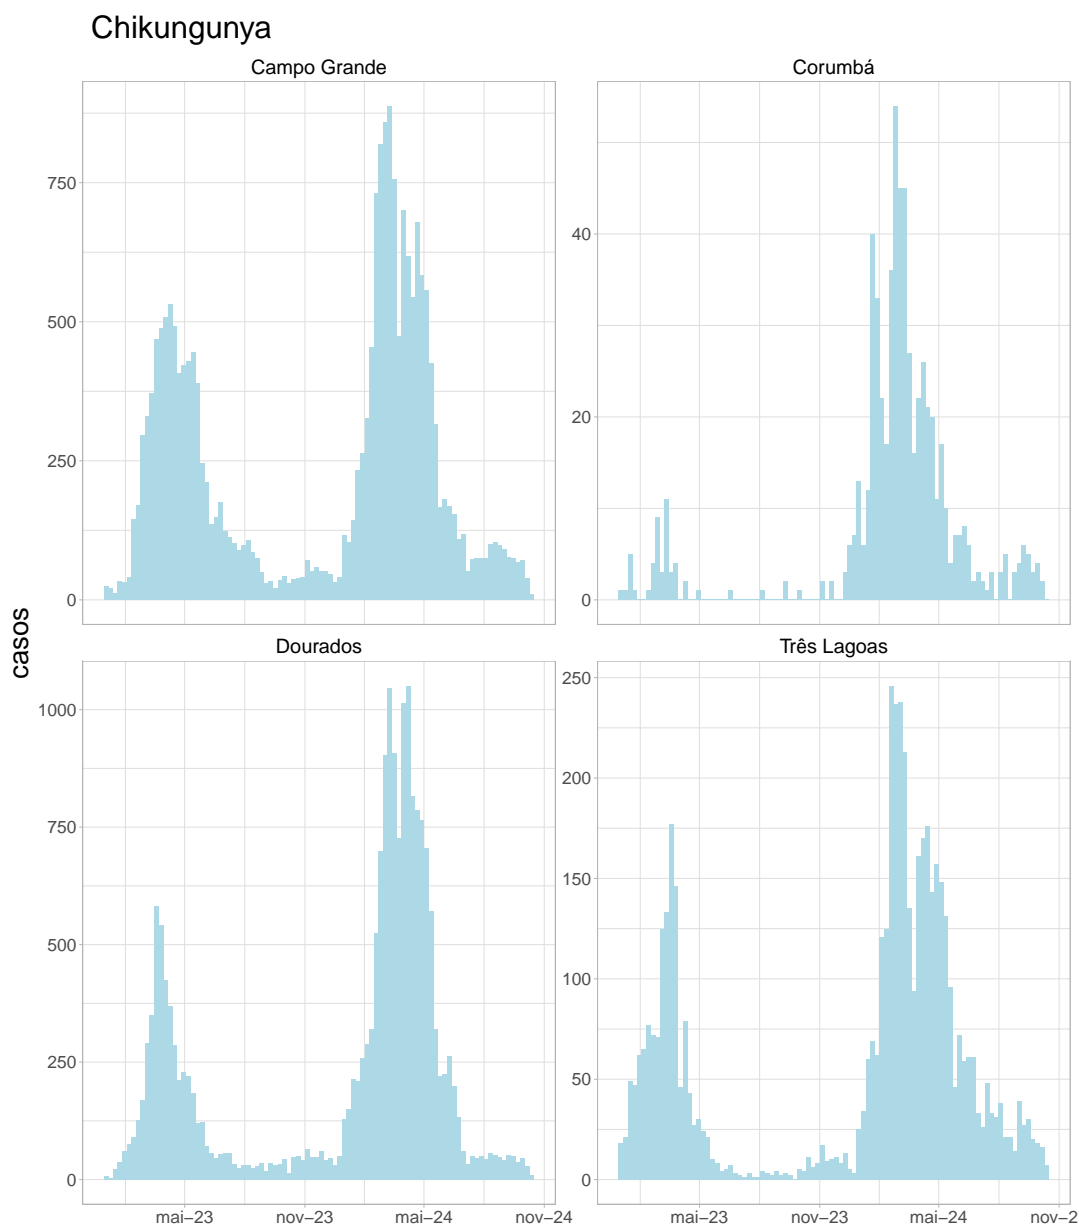 Chikungunya
Campo Grande
Corumbá
750
500
250
0
40
20
0
casos
Dourados
Três Lagoas
1000
750
500
250
0
250
200
150
100
50
0
mai–23
nov–23
mai–24
nov–24
mai–23
nov–23
mai–24
nov–2